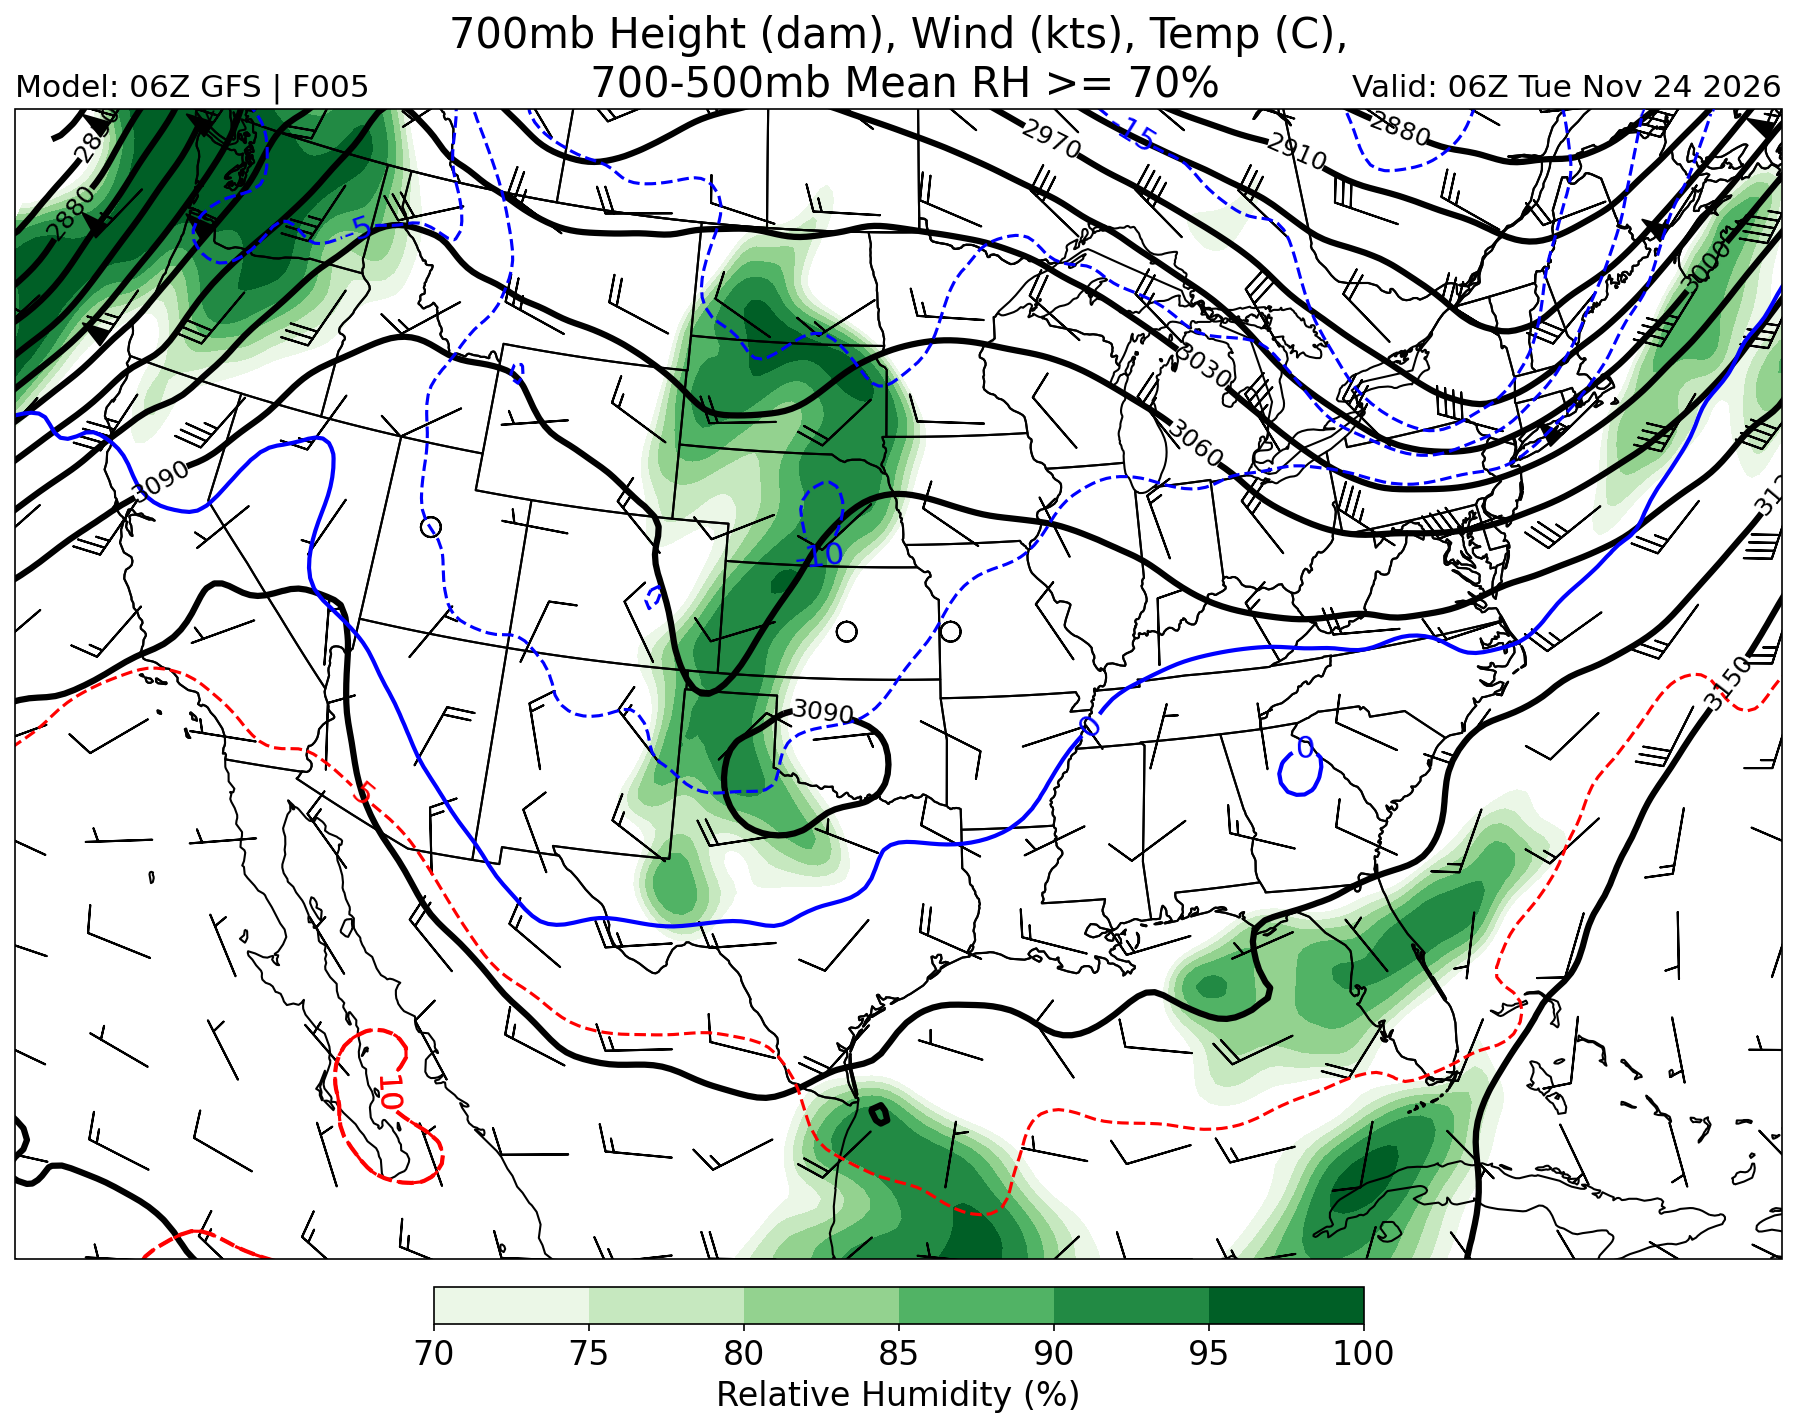 700mb Height (dam), Wind (kts), Temp (C),
700-500mb Mean RH >= 70%
Model: 06Z GFS | F005
Valid: 06Z Tue Nov 24 2026
2880
2970
-15
2910
2880
-5
3000
3030
3060
3090
-10
3150
3090
0
0
5
10
70 75 80 85 90 95 100
Relative Humidity (%)